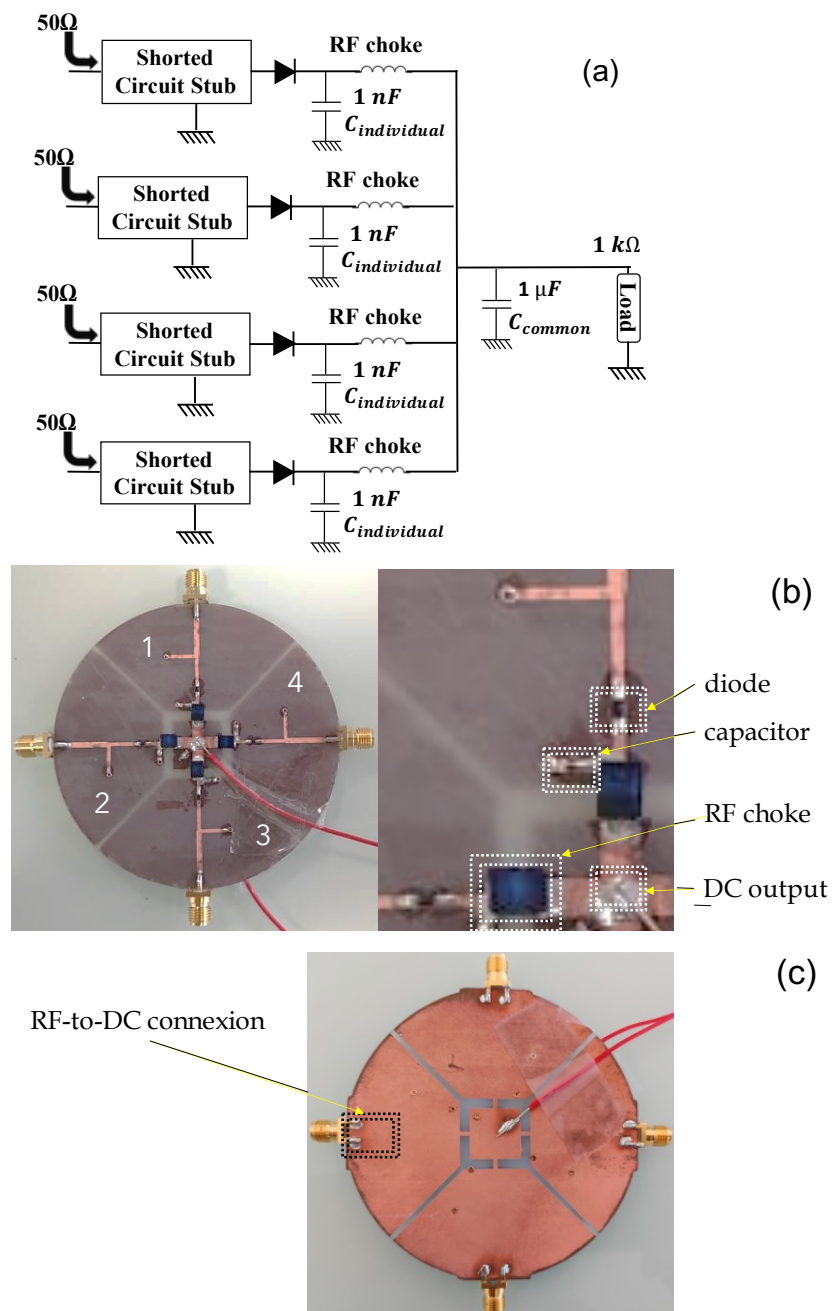 50Ω
Shorted
Circuit Stub
RF choke
1 nF
C_individual
(a)
50Ω
Shorted
Circuit Stub
RF choke
1 nF
C_individual
50Ω
Shorted
Circuit Stub
RF choke
1 nF
C_individual
50Ω
Shorted
Circuit Stub
RF choke
1 nF
C_individual
1 μF
C_common
1 kΩ
Load
(b)
1
4
2
3
diode
capacitor
RF choke
DC output
(c)
RF-to-DC connexion